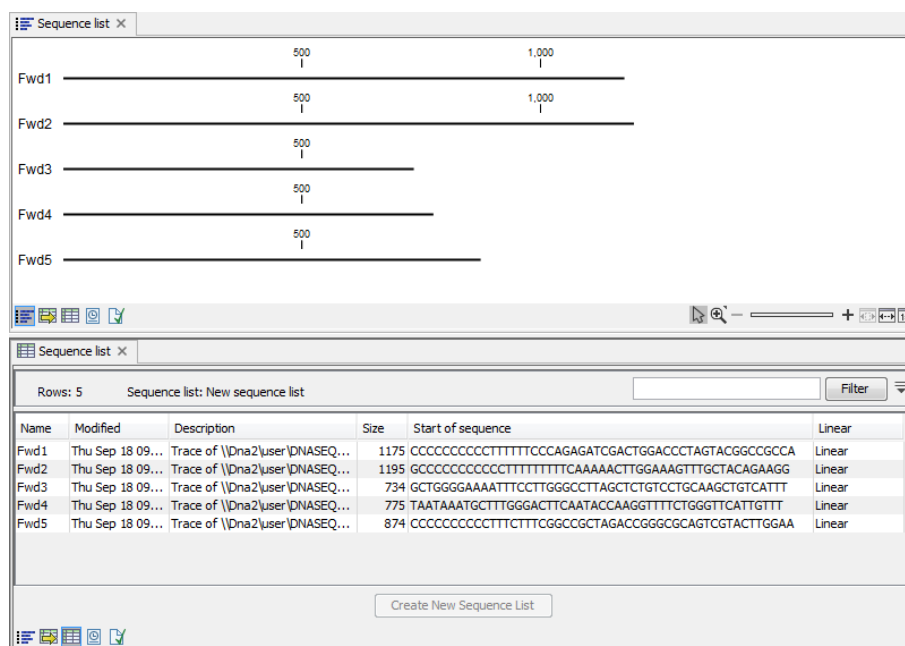 Sequence list
500 1,000
Fwd1
500 1,000
Fwd2
500
Fwd3
500
Fwd4
500
Fwd5
Sequence list
Rows: 5 Sequence list: New sequence list Filter
Name Modified Description Size Start of sequence Linear
Fwd1 Thu Sep 18 09... Trace of \\Dna2\user\DNASEQ... 1175 CCCCCCCCCCTTTTTTCCCAGAGATCGACTGGACCCTAGTACGGCCGCCA Linear
Fwd2 Thu Sep 18 09... Trace of \\Dna2\user\DNASEQ... 1195 GCCCCCCCCCCCTTTTTTTTTCAAAAACTTGGAAAGTTTGCTACAGAAGG Linear
Fwd3 Thu Sep 18 09... Trace of \\Dna2\user\DNASEQ... 734 GCTGGGGAAAATTTCCTTGGGCCTTAGCTCTGTCCTGCAAGCTGTCATTT Linear
Fwd4 Thu Sep 18 09... Trace of \\Dna2\user\DNASEQ... 775 TAATAAATGCTTTGGGACTTCAATACCAAGGTTTTCTGGGTTCATTGTTT Linear
Fwd5 Thu Sep 18 09... Trace of \\Dna2\user\DNASEQ... 874 CCCCCCCCCCTTTCTTTCGGCCGCTAGACCGGGCGCAGTCGTACTTGGAA Linear
Create New Sequence List